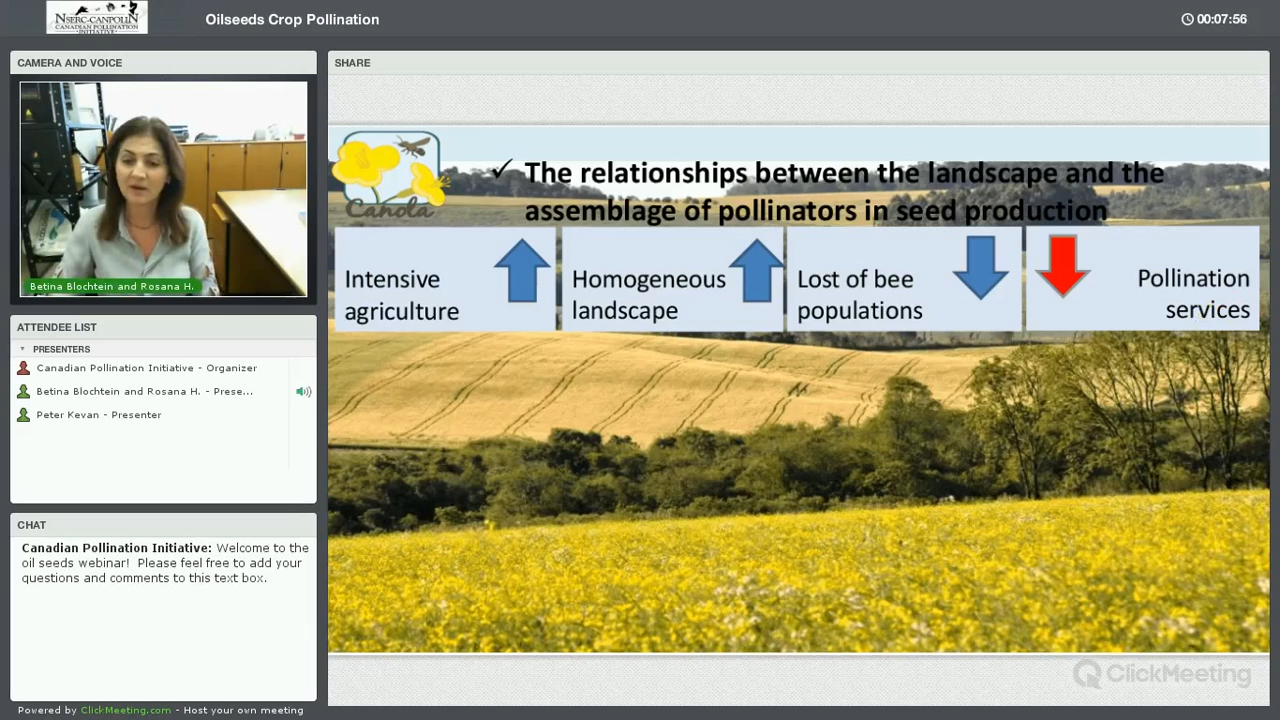 NSERC-CANPOLIN
CANADIAN POLLINATION
INITIATIVE
Oilseeds Crop Pollination
00:07:56
CAMERA AND VOICE
Betina Blochtein and Rosana H.
ATTENDEE LIST
PRESENTERS
Canadian Pollination Initiative - Organizer
Betina Blochtein and Rosana H. - Prese...
Peter Kevan - Presenter
CHAT
Canadian Pollination Initiative: Welcome to the
oil seeds webinar! Please feel free to add your
questions and comments to this text box.
Powered by ClickMeeting.com - Host your own meeting
SHARE
Canola
✓ The relationships between the landscape and the
assemblage of pollinators in seed production
Intensive
agriculture
Homogeneous
landscape
Lost of bee
populations
Pollination
services
ClickMeeting